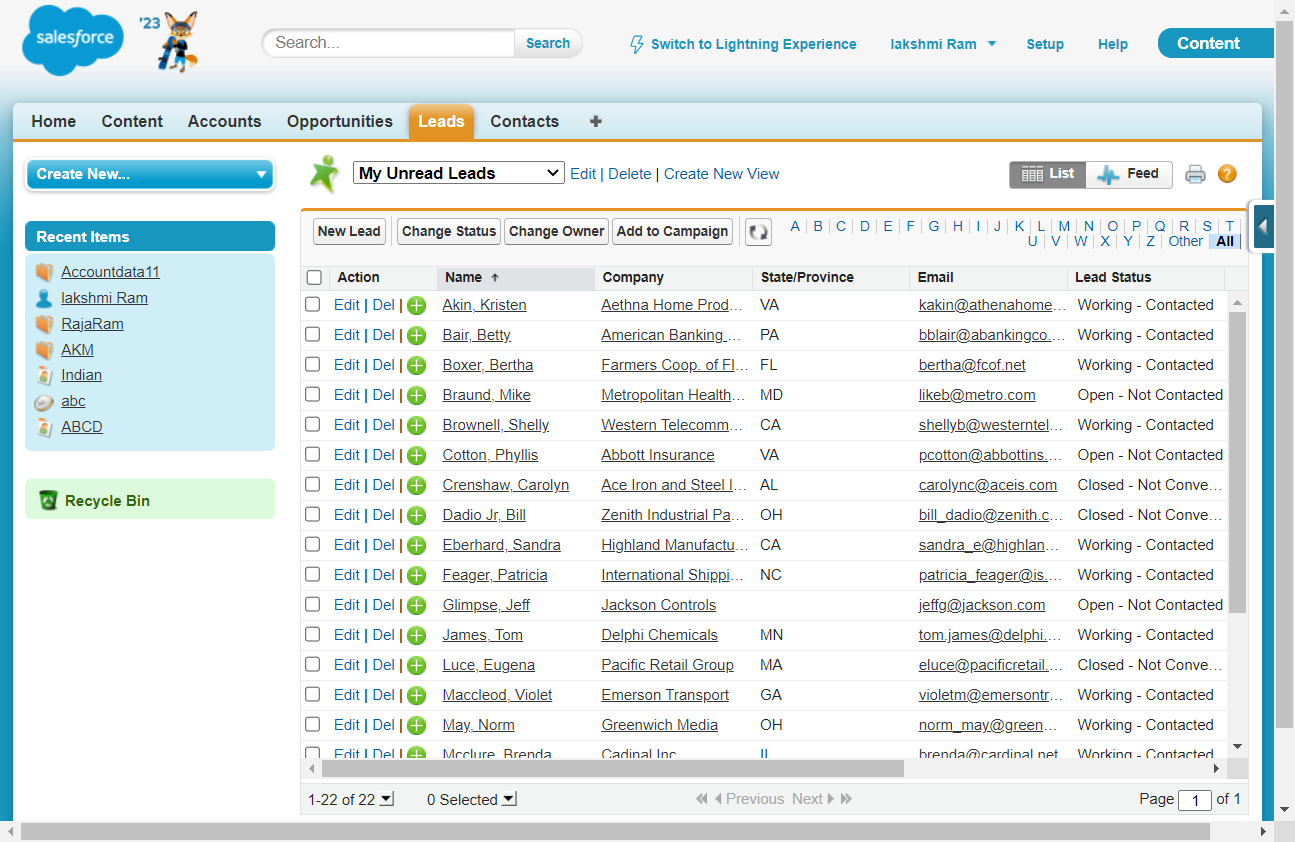 salesforce
'23
Search...
Search
Switch to Lightning Experience
lakshmi Ram
Setup
Help
Content
Home
Content
Accounts
Opportunities
Leads
Contacts
Create New...
My Unread Leads
Edit | Delete | Create New View
List
Feed
Recent Items
Accountdata11
lakshmi Ram
RajaRam
AKM
Indian
abc
ABCD
Recycle Bin
New Lead
Change Status
Change Owner
Add to Campaign
A B C D E F G H I J K L M N O P Q R S T
U V W X Y Z Other All
Action Name Company State/Province Email Lead Status
Edit | Del | Akin, Kristen Aethna Home Prod... VA kakin@athenahome... Working - Contacted
Edit | Del | Bair, Betty American Banking ... PA bblair@abankingco.... Working - Contacted
Edit | Del | Boxer, Bertha Farmers Coop. of Fl... FL bertha@fcof.net Working - Contacted
Edit | Del | Braund, Mike Metropolitan Health... MD likeb@metro.com Open - Not Contacted
Edit | Del | Brownell, Shelly Western Telecomm... CA shellyb@westerntel... Working - Contacted
Edit | Del | Cotton, Phyllis Abbott Insurance VA pcotton@abbottins.... Open - Not Contacted
Edit | Del | Crenshaw, Carolyn Ace Iron and Steel I... AL carolync@aceis.com Closed - Not Conve...
Edit | Del | Dadio Jr, Bill Zenith Industrial Pa... OH bill_dadio@zenith.c... Closed - Not Conve...
Edit | Del | Eberhard, Sandra Highland Manufactu... CA sandra_e@highlan... Working - Contacted
Edit | Del | Feager, Patricia International Shippi... NC patricia_feager@is.... Working - Contacted
Edit | Del | Glimpse, Jeff Jackson Controls jeffg@jackson.com Open - Not Contacted
Edit | Del | James, Tom Delphi Chemicals MN tom.james@delphi.... Working - Contacted
Edit | Del | Luce, Eugena Pacific Retail Group MA eluce@pacificretail.... Closed - Not Conve...
Edit | Del | Maccleod, Violet Emerson Transport GA violetm@emersontr... Working - Contacted
Edit | Del | May, Norm Greenwich Media OH norm_may@green... Working - Contacted
Edit | Del | Mcclure, Brenda Cadinal Inc. IL brenda@cardinal.net Working - Contacted
1-22 of 22
0 Selected
Previous Next
Page 1 of 1